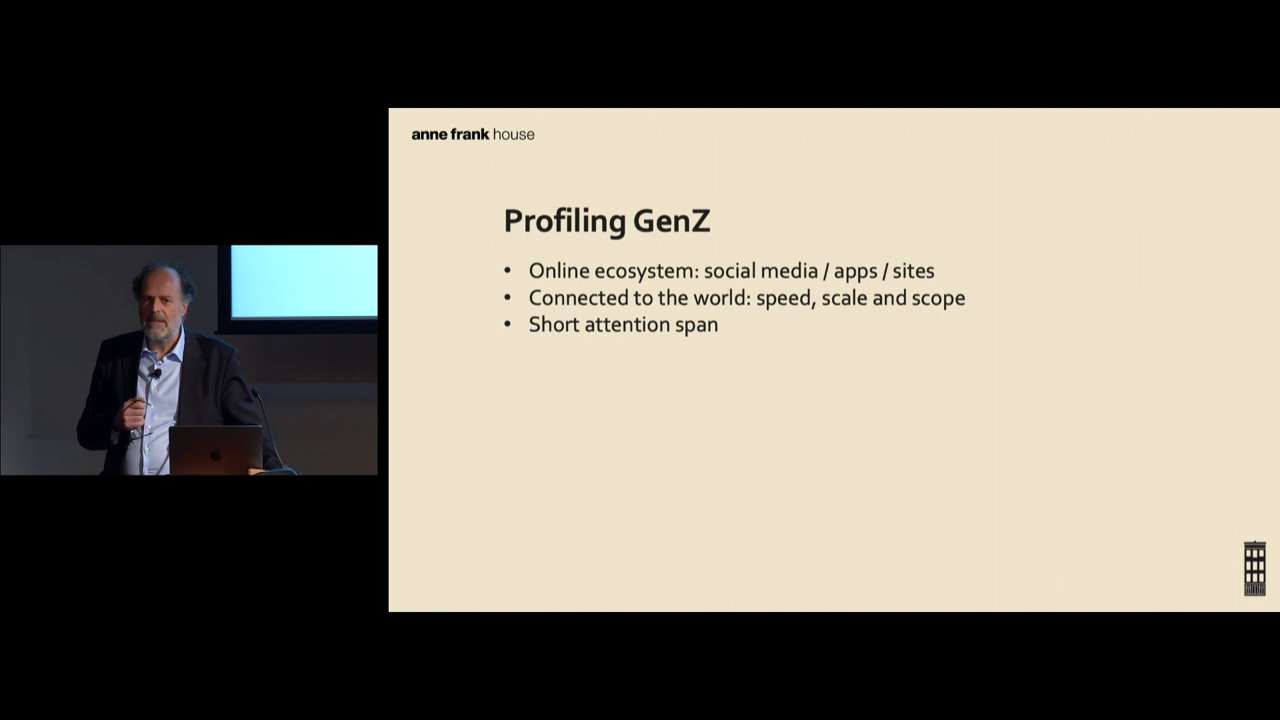 anne frank house
Profiling GenZ
• Online ecosystem: social media / apps / sites
• Connected to the world: speed, scale and scope
• Short attention span